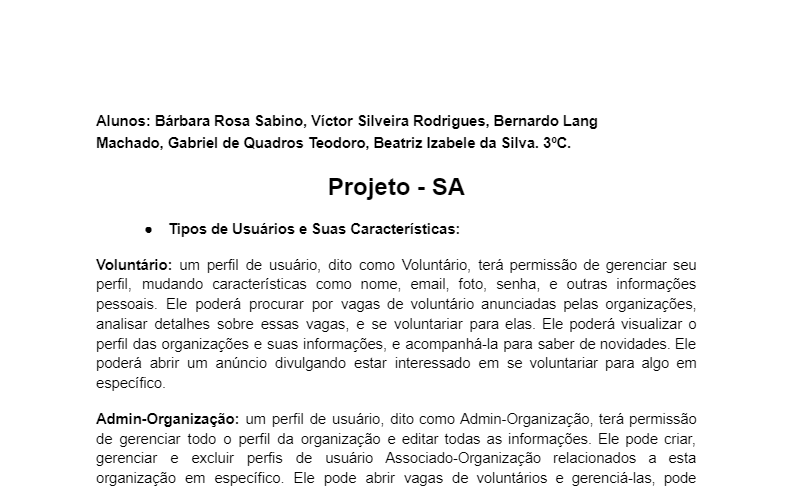 Alunos: Bárbara Rosa Sabino, Víctor Silveira Rodrigues, Bernardo Lang
Machado, Gabriel de Quadros Teodoro, Beatriz Izabele da Silva. 3ºC.
Projeto - SA
● Tipos de Usuários e Suas Características:
Voluntário: um perfil de usuário, dito como Voluntário, terá permissão de gerenciar seu
perfil, mudando características como nome, email, foto, senha, e outras informações
pessoais. Ele poderá procurar por vagas de voluntário anunciadas pelas organizações,
analisar detalhes sobre essas vagas, e se voluntariar para elas. Ele poderá visualizar o
perfil das organizações e suas informações, e acompanhá-la para saber de novidades. Ele
poderá abrir um anúncio divulgando estar interessado em se voluntariar para algo em
específico.
Admin-Organização: um perfil de usuário, dito como Admin-Organização, terá permissão
de gerenciar todo o perfil da organização e editar todas as informações. Ele pode criar,
gerenciar e excluir perfis de usuário Associado-Organização relacionados a esta
organização em específico. Ele pode abrir vagas de voluntários e gerenciá-las, pode